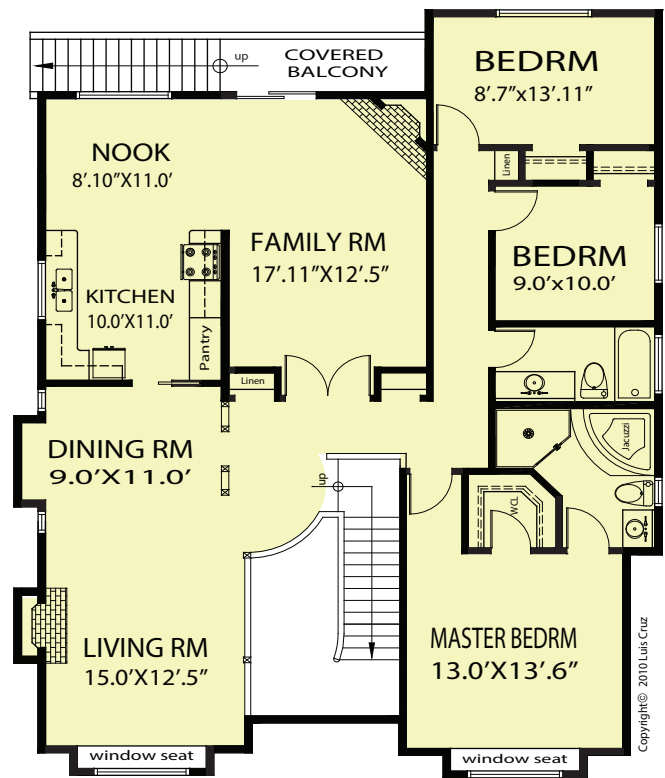 up
COVERED
BALCONY
BEDRM
8’.7”x13’.11”
NOOK
8’.10”X11.0’
Linen
FAMILY RM
17’.11”X12’.5”
BEDRM
9.0’x10.0’
KITCHEN
10.0’X11.0’
Pantry
Linen
DINING RM
9.0’X11.0’
Jacuzzi
up
WCL
LIVING RM
15.0’X12’.5”
MASTER BEDRM
13.0’X13’.6”
window seat
window seat
Copyright© 2010 Luis Cruz